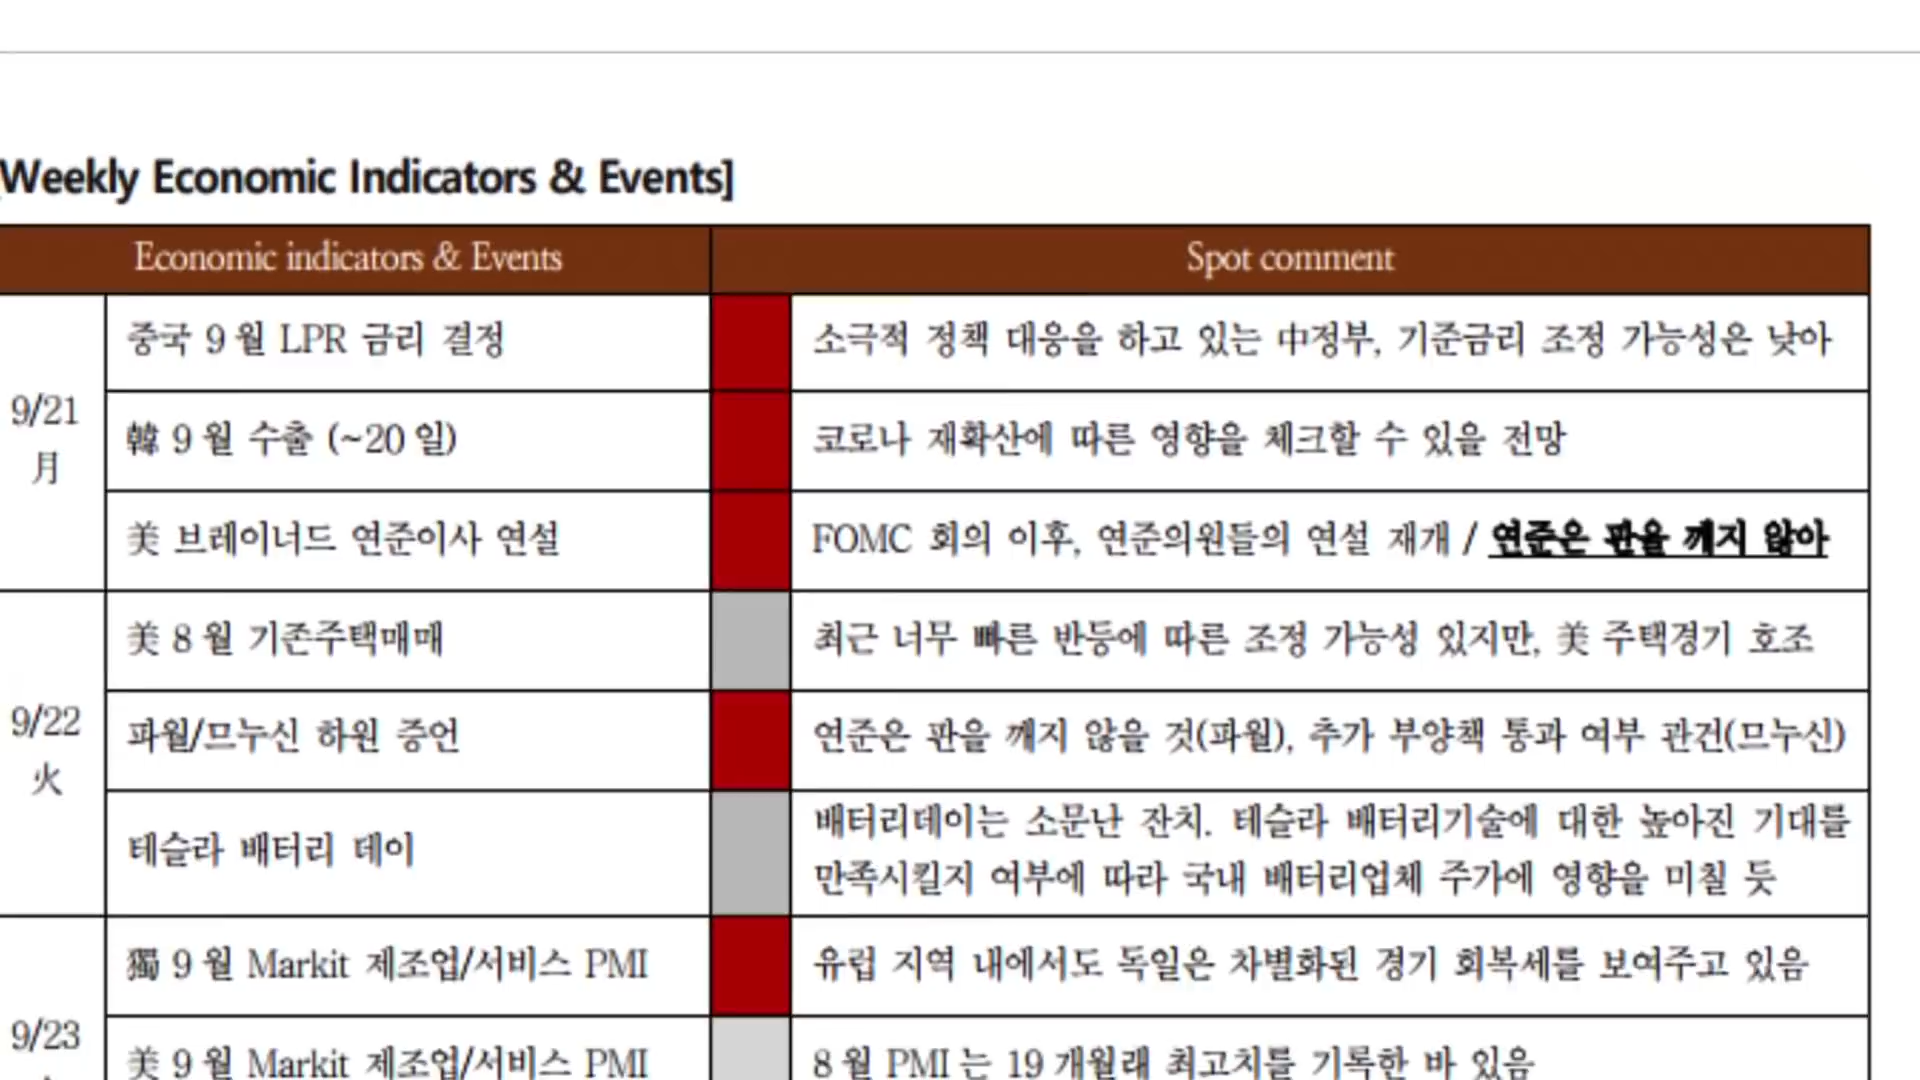 Weekly Economic Indicators & Events]
Economic indicators & Events
Spot comment
9/21
月
중국 9월 LPR 금리 결정
소극적 정책 대응을 하고 있는 中정부, 기준금리 조정 가능성은 낮아
韓 9월 수출 (~20일)
코로나 재확산에 따른 영향을 체크할 수 있을 전망
美 브레이너드 연준이사 연설
FOMC 회의 이후, 연준의원들의 연설 재개 / 연준은 판을 깨지 않아
9/22
火
美 8월 기존주택매매
최근 너무 빠른 반등에 따른 조정 가능성 있지만, 美 주택경기 호조
파월/므누신 하원 증언
연준은 판을 깨지 않을 것(파월), 추가 부양책 통과 여부 관건(므누신)
테슬라 배터리 데이
배터리데이는 소문난 잔치. 테슬라 배터리기술에 대한 높아진 기대를
만족시킬지 여부에 따라 국내 배터리업체 주가에 영향을 미칠 듯
9/23
獨 9월 Markit 제조업/서비스 PMI
유럽 지역 내에서도 독일은 차별화된 경기 회복세를 보여주고 있음
美 9월 Markit 제조업/서비스 PMI
8월 PMI는 19개월래 최고치를 기록한 바 있음